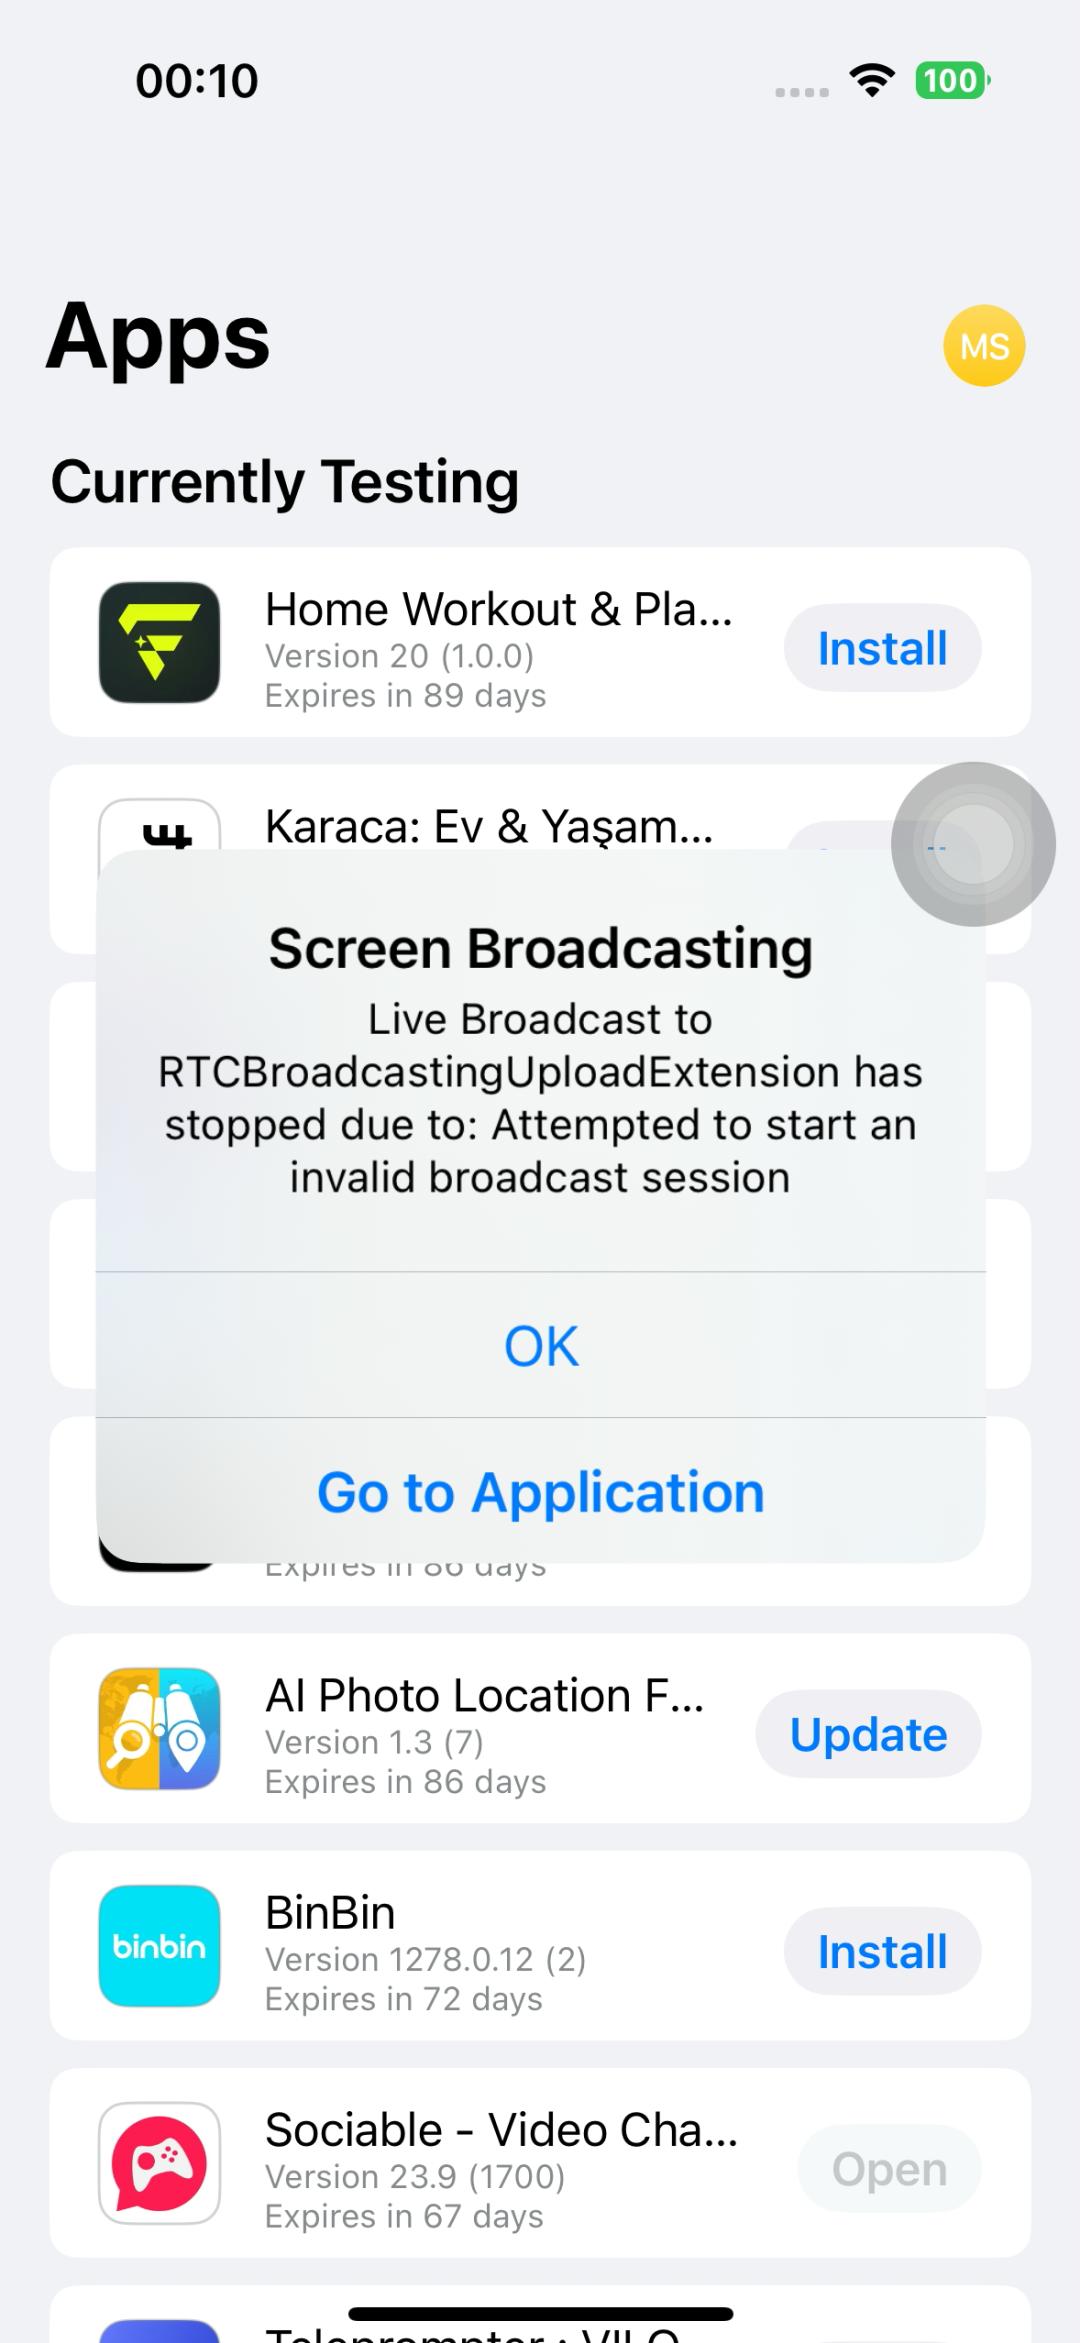 00:10
100
Apps
MS
Currently Testing
Home Workout & Pla...
Version 20 (1.0.0)
Expires in 89 days
Install
Karaca: Ev & Yaşam...
Screen Broadcasting
Live Broadcast to
RTCBroadcastingUploadExtension has
stopped due to: Attempted to start an
invalid broadcast session
OK
Go to Application
Expires in 86 days
AI Photo Location F...
Version 1.3 (7)
Expires in 86 days
Update
binbin
BinBin
Version 1278.0.12 (2)
Expires in 72 days
Install
Sociable - Video Cha...
Version 23.9 (1700)
Expires in 67 days
Open
Teleprompter : VILO